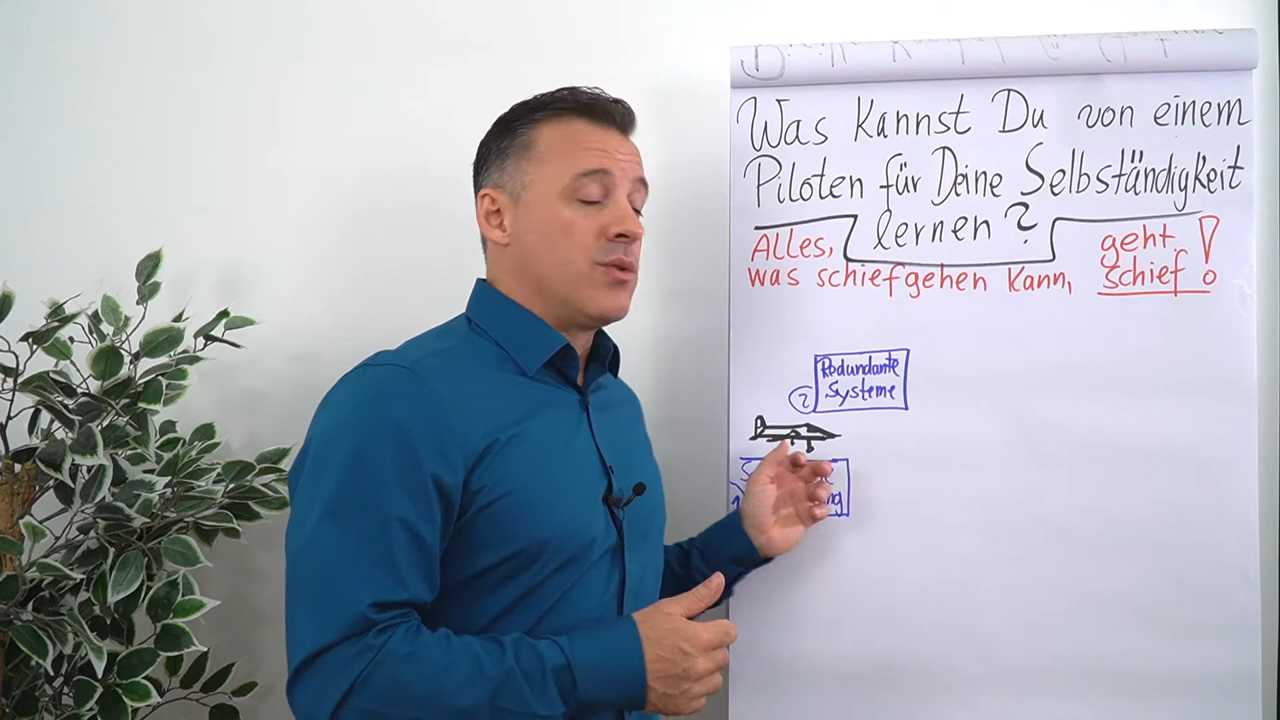 Was kannst Du von einem
Piloten für Deine Selbständigkeit
lernen?
Alles, geht
was schiefgehen kann, schief!
Redundante
② Systeme